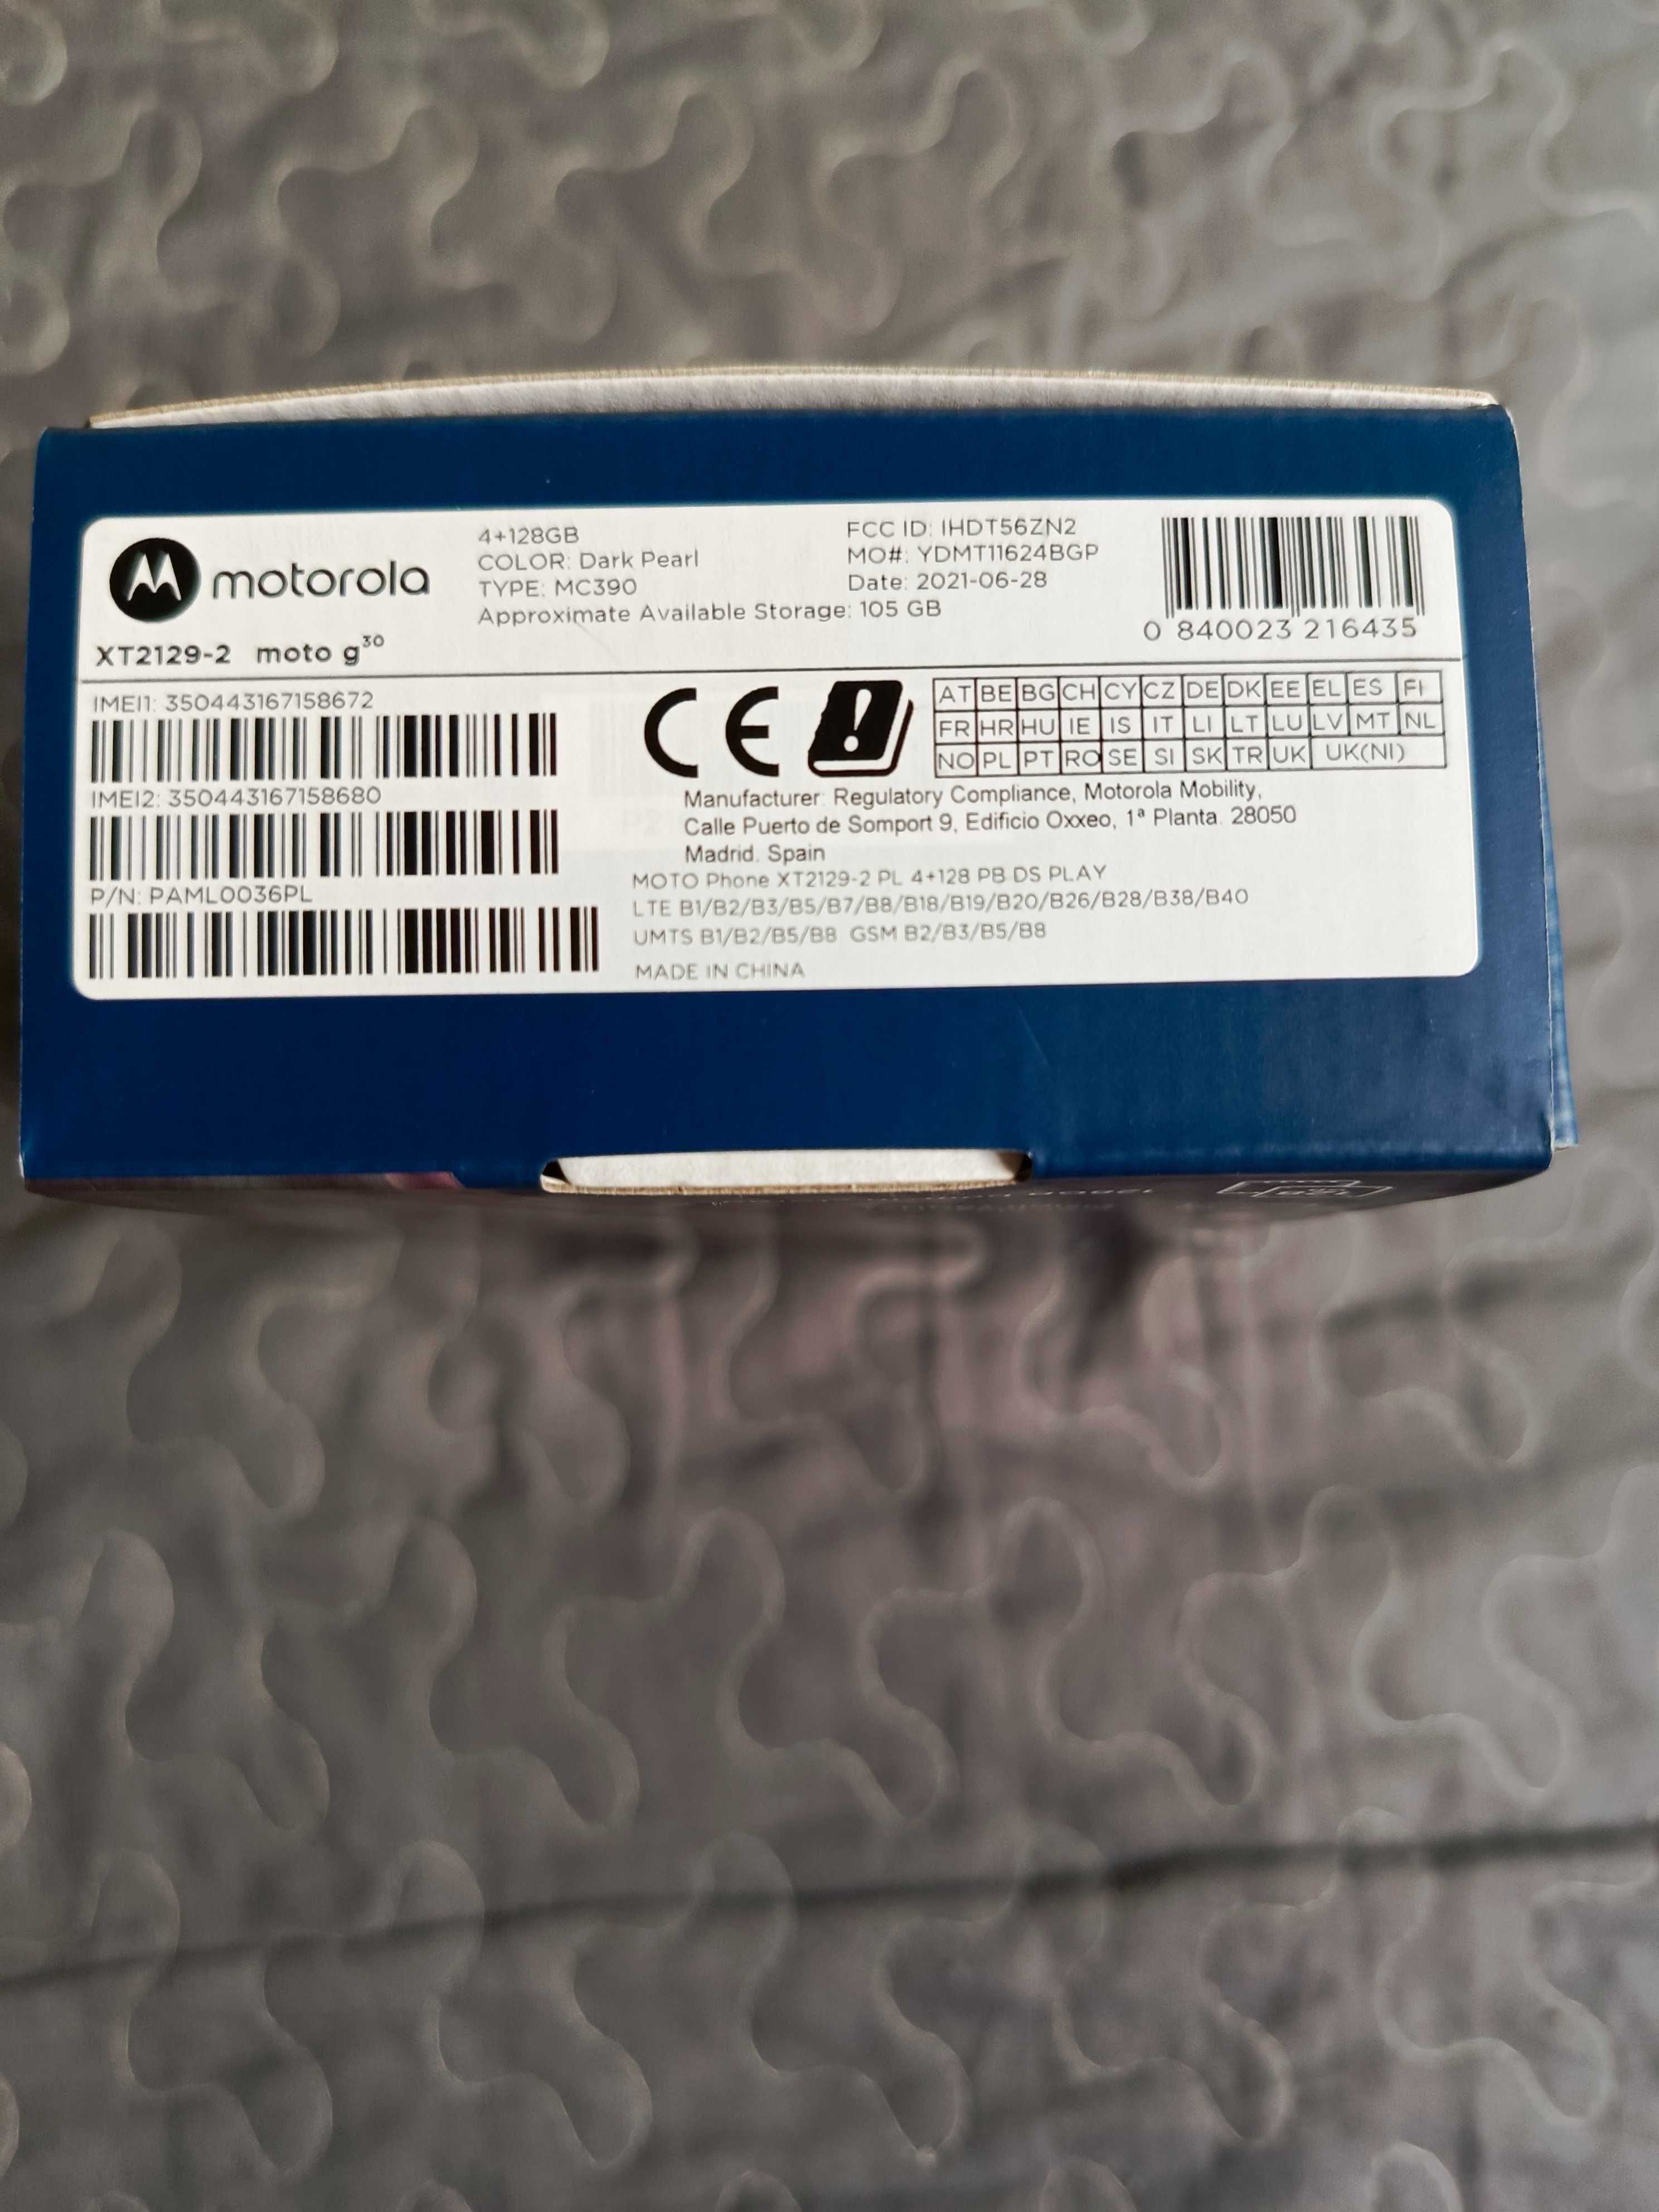 motorola
XT2129-2 moto g30
4+128GB
COLOR: Dark Pearl
TYPE: MC390
Approximate Available Storage: 105 GB
FCC ID: IHDT56ZN2
MO#: YDMT11624BGP
Date: 2021-06-28
0 840023 216435
IMEI1: 350443167158672
IMEI2: 350443167158680
P/N: PAML0036PL
CE
AT BE BG CH CY CZ DE DK EE EL ES FI
FR HR HU IE IS IT LI LT LU LV MT NL
NO PL PT RO SE SI SK TR UK UK(NI)
Manufacturer: Regulatory Compliance, Motorola Mobility,
Calle Puerto de Somport 9, Edificio Oxxeo, 1ª Planta. 28050
Madrid. Spain
MOTO Phone XT2129-2 PL 4+128 PB DS PLAY
LTE B1/B2/B3/B5/B7/B8/B18/B19/B20/B26/B28/B38/B40
UMTS B1/B2/B5/B8 GSM B2/B3/B5/B8
MADE IN CHINA